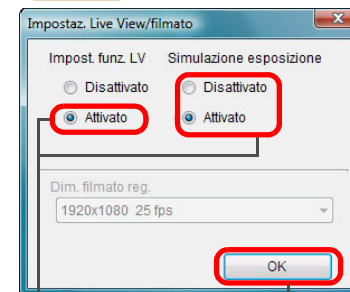 Impostaz. Live View/filmato
Impost. funz. LV Simulazione esposizione
Disattivato Disattivato
Attivato Attivato
Dim. filmato reg.
1920x1080 25 fps
OK